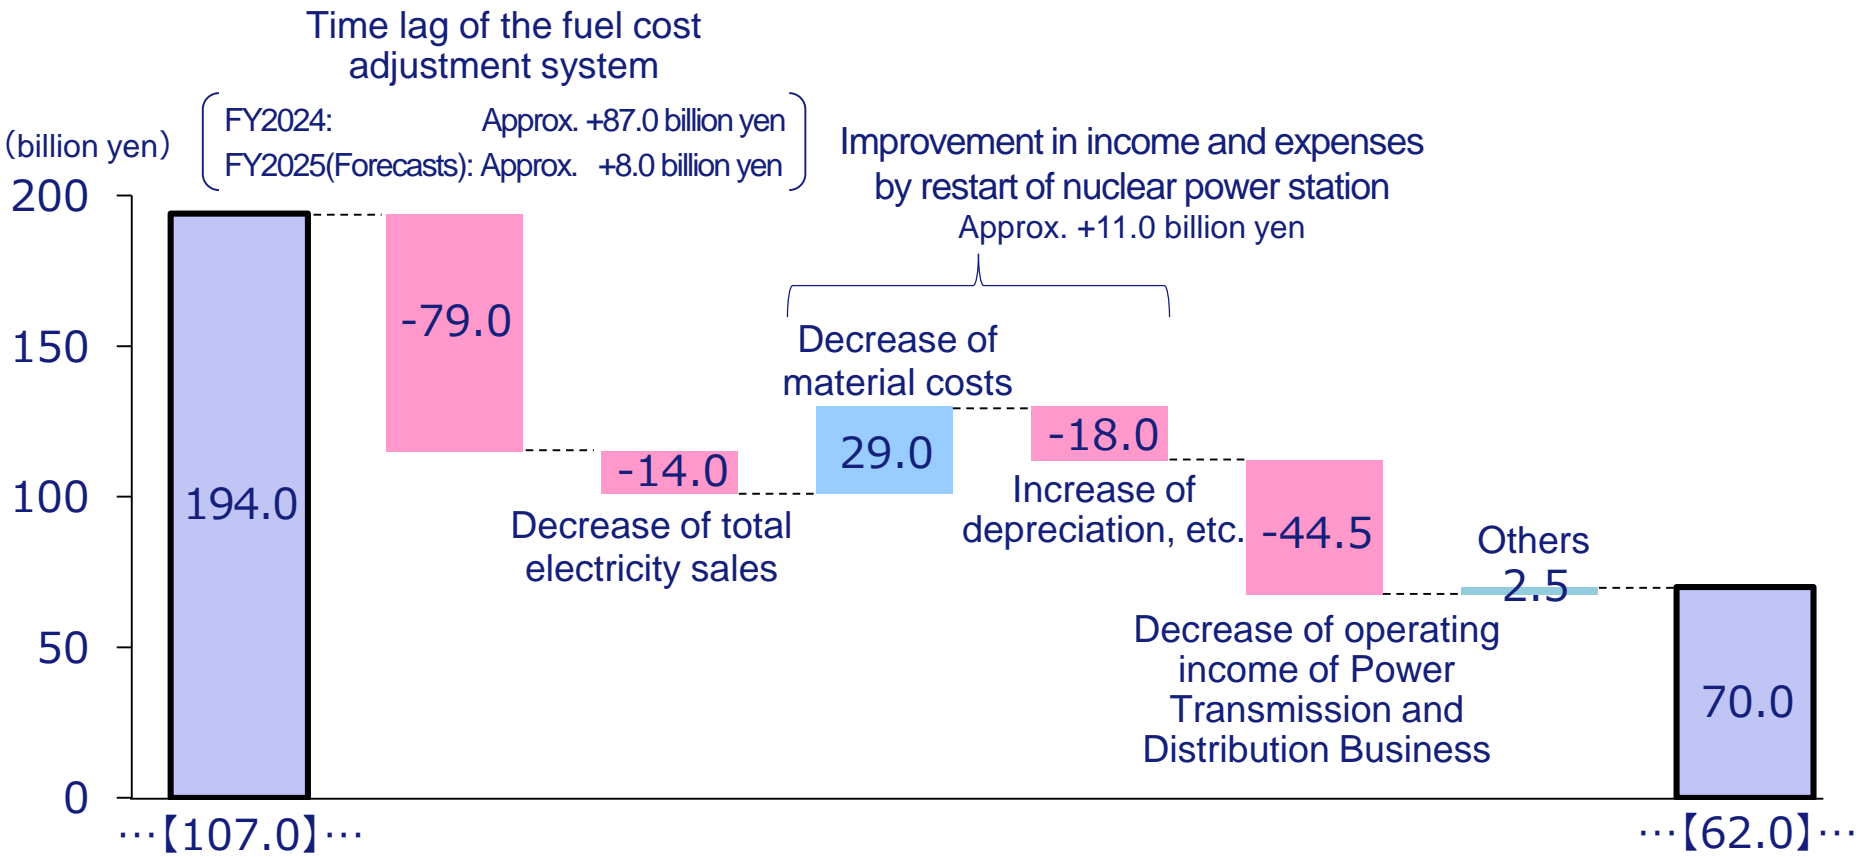 Time lag of the fuel cost
adjustment system
FY2024: Approx. +87.0 billion yen
FY2025(Forecasts): Approx. +8.0 billion yen
(billion yen)
Improvement in income and expenses
by restart of nuclear power station
Approx. +11.0 billion yen
200
150
100
50
0
194.0
-79.0
-14.0
Decrease of total
electricity sales
Decrease of
material costs
29.0
-18.0
Increase of
depreciation, etc.
-44.5
Decrease of operating
income of Power
Transmission and
Distribution Business
Others
2.5
70.0
…【107.0】…
…【62.0】…